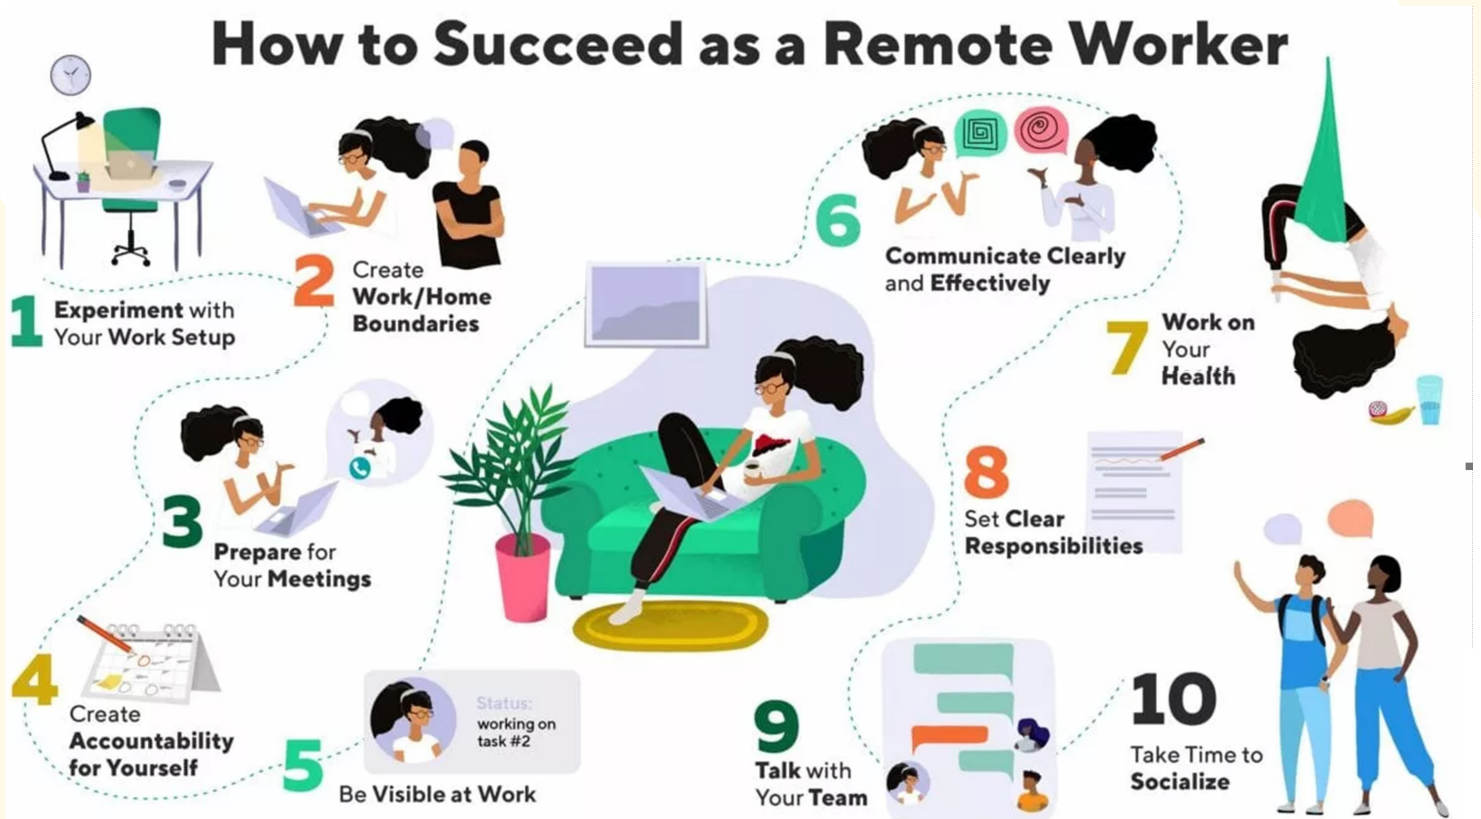 How to Succeed as a Remote Worker
1
Experiment with
Your Work Setup
2
Create
Work/Home
Boundaries
3
Prepare for
Your Meetings
4
Create
Accountability
for Yourself
5
Status:
working on
task #2
Be Visible at Work
6
Communicate Clearly
and Effectively
7
Work on
Your
Health
8
Set Clear
Responsibilities
9
Talk with
Your Team
10
Take Time to
Socialize